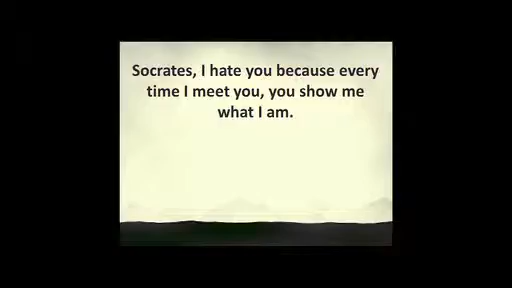 Socrates, I hate you because every
time I meet you, you show me
what I am.